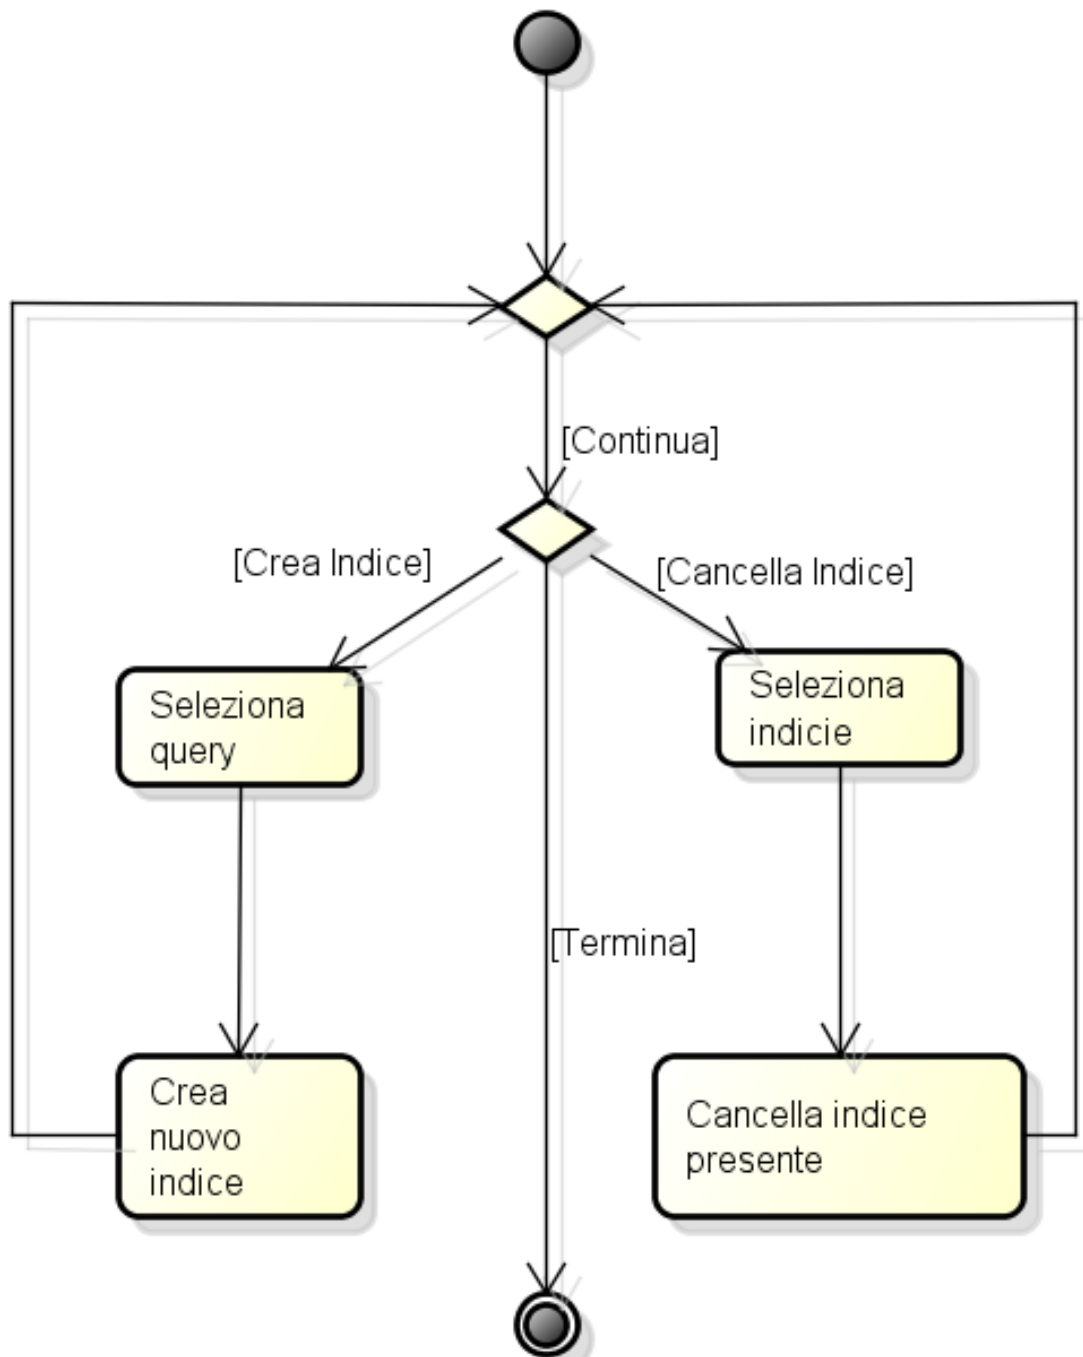 [Continua]
[Crea Indice]
[Cancella Indice]
Seleziona
query
Seleziona
indicie
[Termina]
Crea
nuovo
indice
Cancella indice
presente